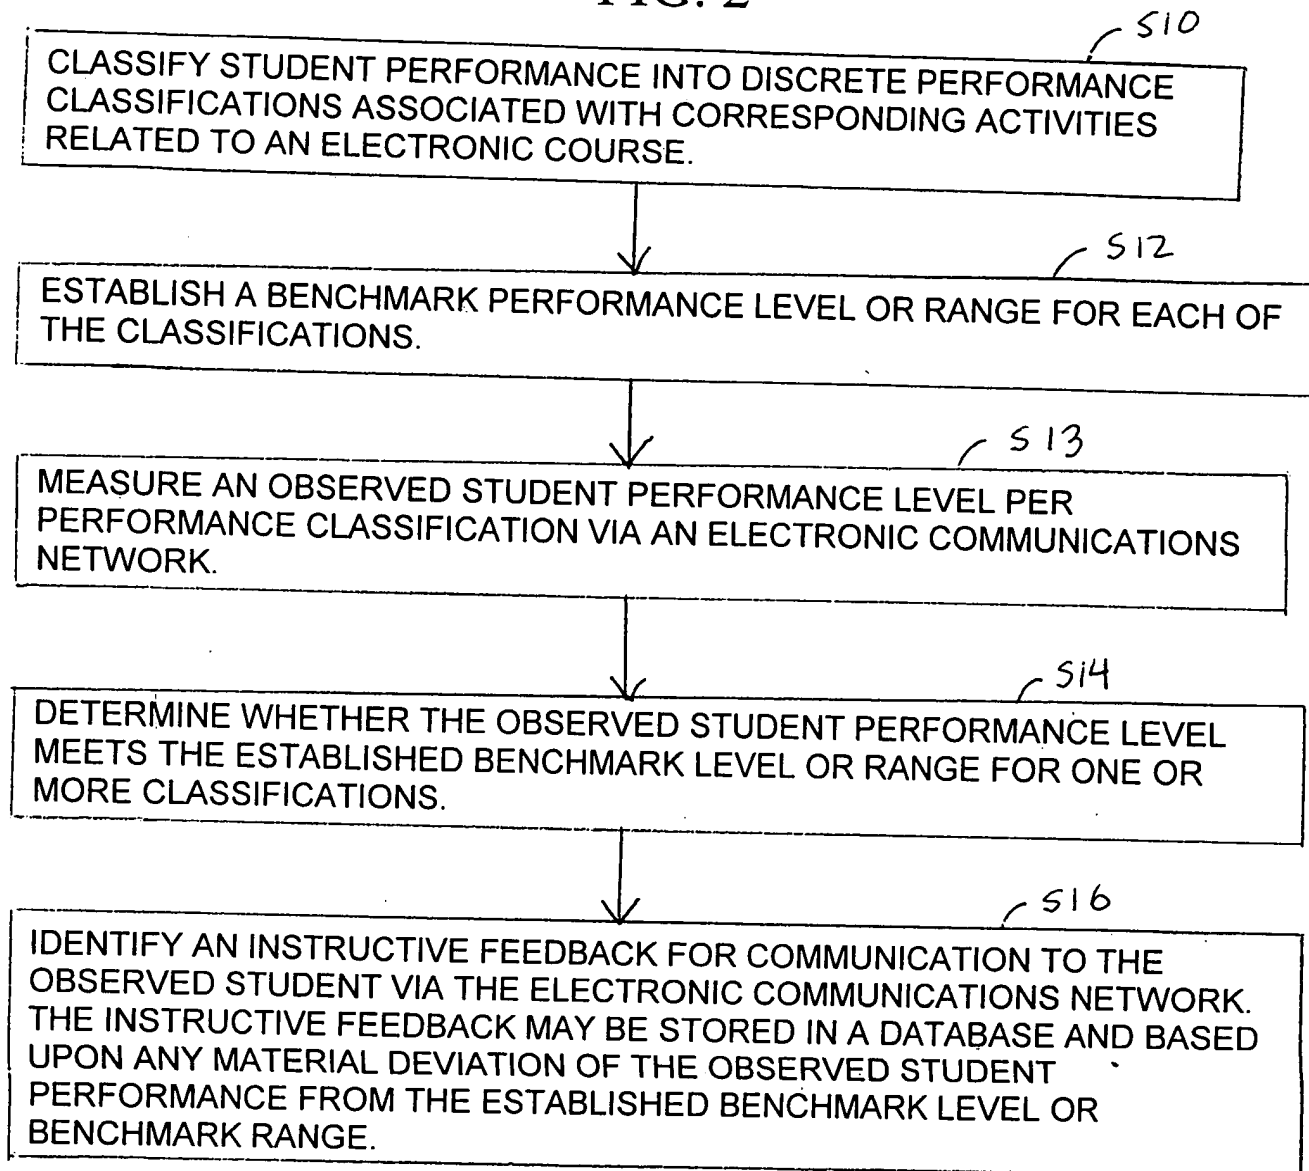 FIG. 2
S10
CLASSIFY STUDENT PERFORMANCE INTO DISCRETE PERFORMANCE
CLASSIFICATIONS ASSOCIATED WITH CORRESPONDING ACTIVITIES
RELATED TO AN ELECTRONIC COURSE.
S12
ESTABLISH A BENCHMARK PERFORMANCE LEVEL OR RANGE FOR EACH OF
THE CLASSIFICATIONS.
S13
MEASURE AN OBSERVED STUDENT PERFORMANCE LEVEL PER
PERFORMANCE CLASSIFICATION VIA AN ELECTRONIC COMMUNICATIONS
NETWORK.
S14
DETERMINE WHETHER THE OBSERVED STUDENT PERFORMANCE LEVEL
MEETS THE ESTABLISHED BENCHMARK LEVEL OR RANGE FOR ONE OR
MORE CLASSIFICATIONS.
S16
IDENTIFY AN INSTRUCTIVE FEEDBACK FOR COMMUNICATION TO THE
OBSERVED STUDENT VIA THE ELECTRONIC COMMUNICATIONS NETWORK.
THE INSTRUCTIVE FEEDBACK MAY BE STORED IN A DATABASE AND BASED
UPON ANY MATERIAL DEVIATION OF THE OBSERVED STUDENT
PERFORMANCE FROM THE ESTABLISHED BENCHMARK LEVEL OR
BENCHMARK RANGE.